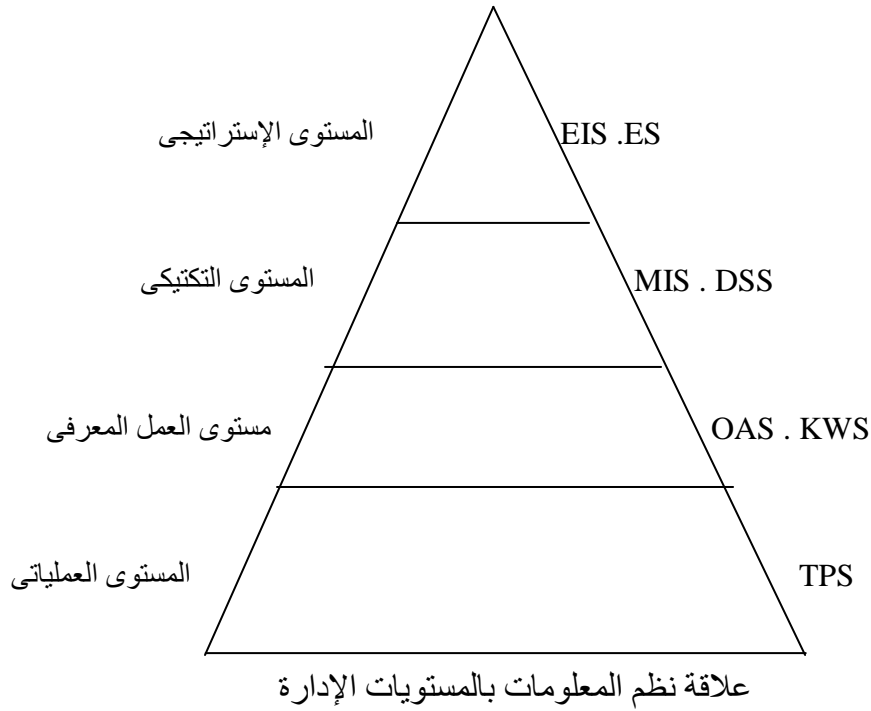 المستوى الإستراتيجى
EIS .ES
المستوى التكتيكى
MIS . DSS
مستوى العمل المعرفى
OAS . KWS
المستوى العملياتى
TPS
علاقة نظم المعلومات بالمستويات الإدارة